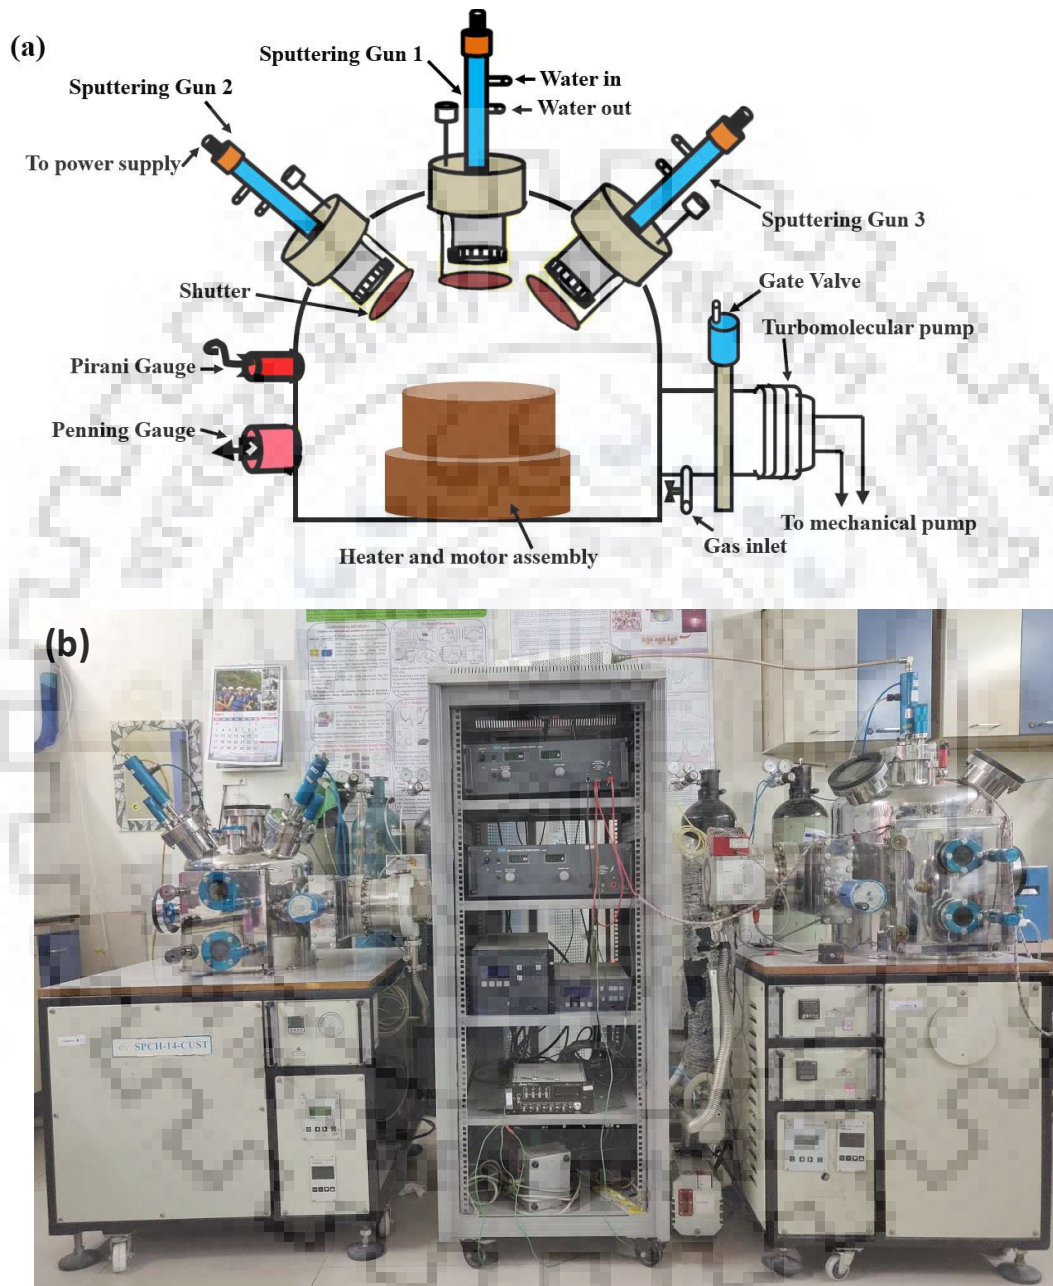 (a)
Sputtering Gun 1
Water in
Sputtering Gun 2
Water out
To power supply
Sputtering Gun 3
Shutter
Gate Valve
Turbomolecular pump
Pirani Gauge
Penning Gauge
To mechanical pump
Gas inlet
Heater and motor assembly
(b)
SPCH-14-CUST